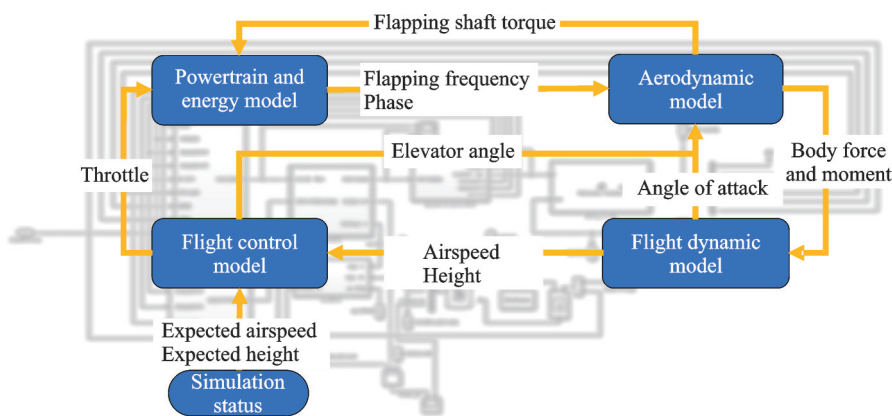 Flapping shaft torque
Powertrain and
energy model
Flapping frequency
Phase
Aerodynamic
model
Throttle
Elevator angle
Angle of attack
Body force
and moment
Flight control
model
Airspeed
Height
Flight dynamic
model
Expected airspeed
Expected height
Simulation
status